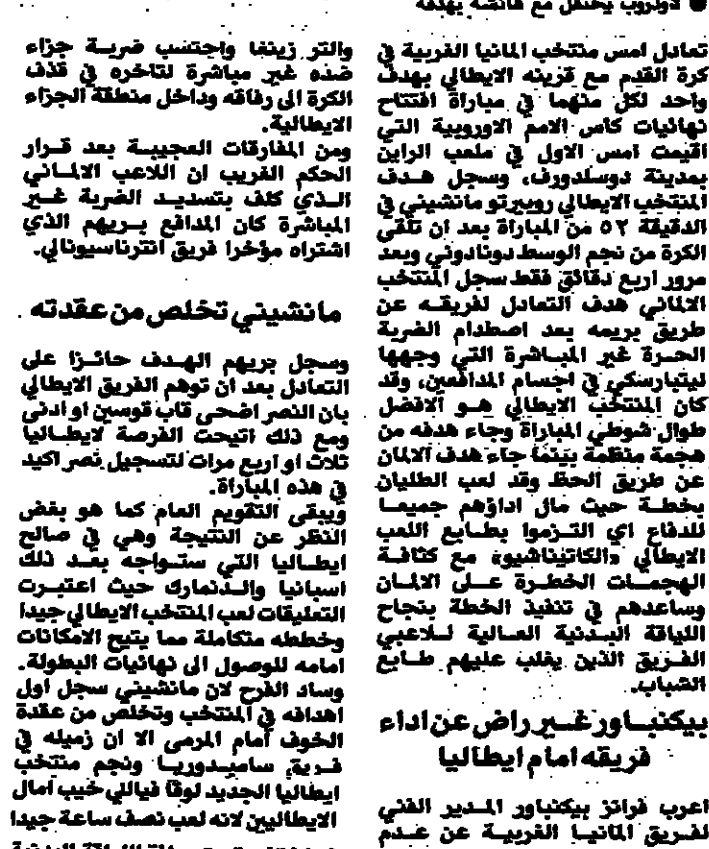 ● لاودروب يحتفل مع
تعادل امس منتخب المانيا الغربية في
كرة القدم مع قرينه الايطالي بهدف
واحد لكل منهما في مباراة افتتاح
نهائيات كاس الامم الاوروبية التي
اقيمت امس الاول في ملعب الراين
بمدينة دوسلدورف، وسجل هدف
المنتخب الايطالي روبيرتو مانشيني في
الدقيقة ٥٢ من المباراة بعد ان تلقى
الكرة من نجم الوسط دونادوني وبعد
مرور اربع دقائق فقط سجل المنتخب
الالماني هدف التعادل لفريقه عن
طريق بريمه بعد اصطدام الضربة
الحرة غير المباشرة التي وجهها
ليتبارسكي في اجسام المدافعين، وقد
كان المنتخب الايطالي هو الافضل
طوال شوطي المباراة وجاء هدفه من
هجمة منظمة بينما جاء هدف الالمان
عن طريق الحظ وقد لعب الطليان
بخطة حيث مال اداؤهم جميعا
للدفاع اي التزموا بطابع اللعب
الايطالي «الكاتيناشيو» مع كثافة
الهجمات الخطرة على الالمان
وساعدهم في تنفيذ الخطة بنجاح
اللياقة البدنية العالية للاعبي
الفريق الذين يغلب عليهم طابع
الشباب.
بيكنباور غير راض عن اداء
فريقه امام ايطاليا
اعرب فرانز بيكنباور المدير الفني
لفريق المانيا الغربية عن عدم
والتر زينغا واحتسب ضربة جزاء
ضده غير مباشرة لتاخره في قذف
الكرة الى رفاقه وداخل منطقة الجزاء
الايطالية.
ومن المفارقات العجيبة بعد قرار
الحكم الغريب ان اللاعب الالماني
الذي كلف بتسديد الضربة غير
المباشرة كان المدافع بريهم الذي
اشتراه مؤخرا فريق انترناسيونالي.
مانشيني تخلص من عقدته
وسجل بريهم الهدف حائزا على
التعادل بعد ان توهم الفريق الايطالي
بان النصر اضحى قاب قوسين او ادنى
ومع ذلك اتيحت الفرصة لايطاليا
ثلاث او اربع مرات لتسجيل نصر اكيد
في هذه المباراة.
ويبقى التقويم العام كما هو بغض
النظر عن النتيجة وهي في صالح
ايطاليا التي ستواجه بعد ذلك
اسبانيا والدنمارك حيث اعتبرت
التعليقات لعب المنتخب الايطالي جيدا
وخططه متكاملة مما يتيح الامكانات
امامه للوصول الى نهائيات البطولة.
وساد الفرح لان مانشيني سجل اول
اهدافه في المنتخب وتخلص من عقدة
الخوف أمام المرمى الا ان زميله في
فرية سامبدوريا ونجم منتخب
ايطاليا الجديد لوقا فياللي خيب امال
الايطاليين لانه لعب نصف ساعة جيدا